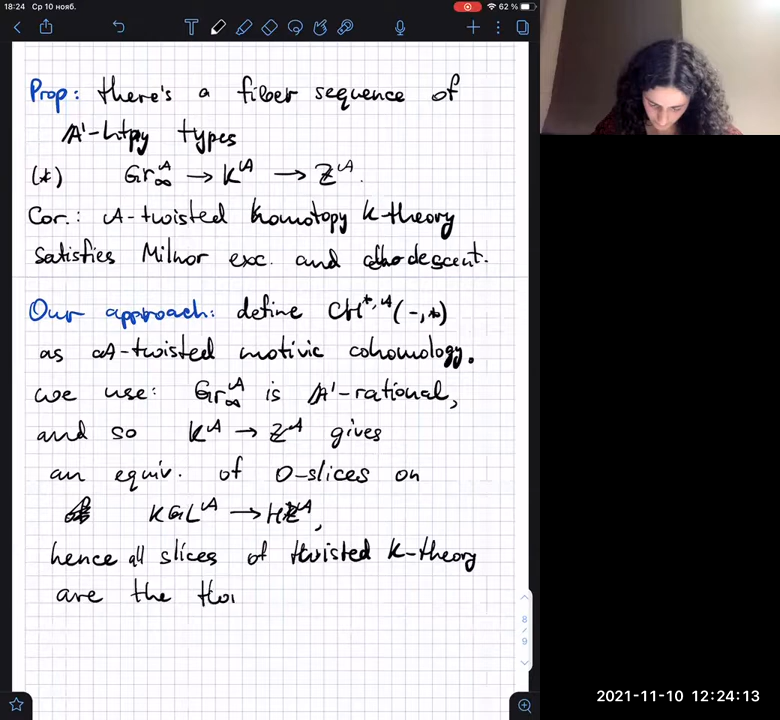 18:24 Ср 10 нояб.
62 %
Prop: there's a fiber sequence of
A¹-htpy types
(*) Gr∞^A → K^A → Z^A.
Cor.: A-twisted homotopy K-theory
satisfies Milnor exc. and cdh descent.
Our approach: define CH^{*,A}(-,*)
as A-twisted motivic cohomology.
we use: Gr∞^A is A¹-rational,
and so K^A → Z^A gives
an equiv. of 0-slices on
KGL^A → HZ^A,
hence all slices of twisted K-theory
are the
8/9
2021-11-10 12:24:13